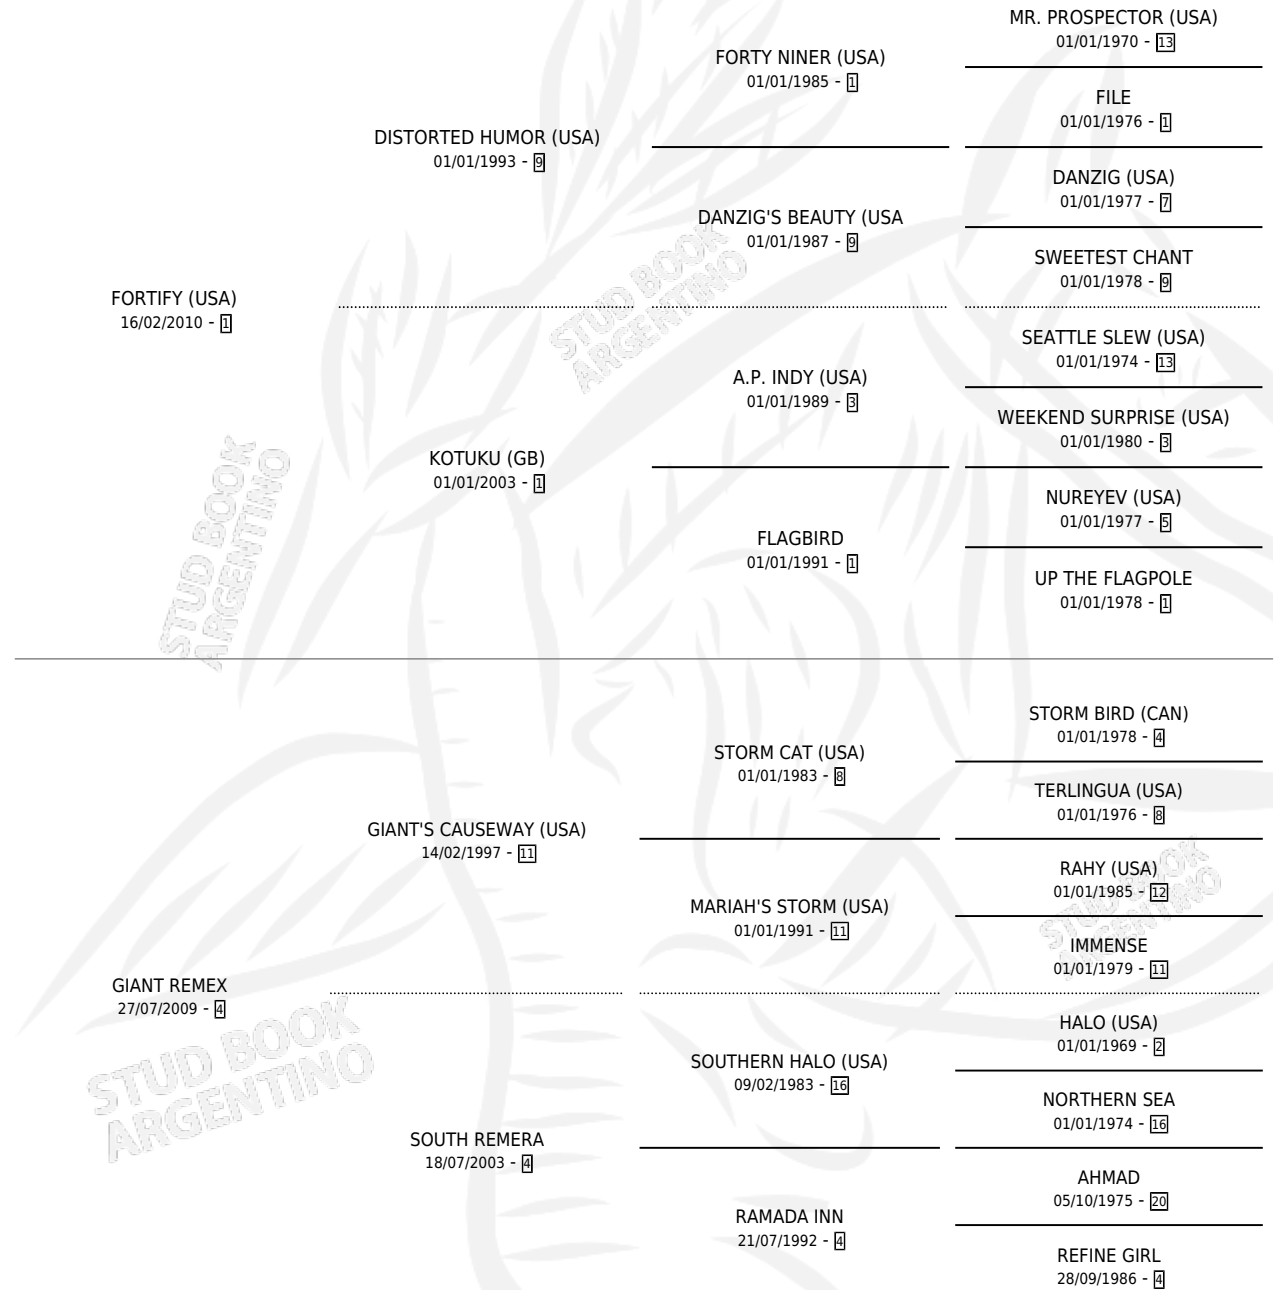 MR. PROSPECTOR (USA)
01/01/1970 - 13
FORTY NINER (USA)
01/01/1985 - 1
FILE
01/01/1976 - 1
DISTORTED HUMOR (USA)
01/01/1993 - 9
DANZIG (USA)
01/01/1977 - 7
DANZIG'S BEAUTY (USA
01/01/1987 - 9
SWEETEST CHANT
01/01/1978 - 9
FORTIFY (USA)
16/02/2010 - 1
STUD BOOK
ARGENTINO
SEATTLE SLEW (USA)
01/01/1974 - 13
A.P. INDY (USA)
01/01/1989 - 3
WEEKEND SURPRISE (USA)
01/01/1980 - 3
KOTUKU (GB)
01/01/2003 - 1
NUREYEV (USA)
01/01/1977 - 5
FLAGBIRD
01/01/1991 - 1
UP THE FLAGPOLE
01/01/1978 - 1
STUD BOOK
ARGENTINO
STORM BIRD (CAN)
01/01/1978 - 4
STORM CAT (USA)
01/01/1983 - 8
TERLINGUA (USA)
01/01/1976 - 8
GIANT'S CAUSEWAY (USA)
14/02/1997 - 11
RAHY (USA)
01/01/1985 - 12
MARIAH'S STORM (USA)
01/01/1991 - 11
STUD BOOK
ARGENTINO
IMMENSE
01/01/1979 - 11
GIANT REMEX
27/07/2009 - 4
STUD BOOK
ARGENTINO
HALO (USA)
01/01/1969 - 2
SOUTHERN HALO (USA)
09/02/1983 - 16
NORTHERN SEA
01/01/1974 - 16
SOUTH REMERA
18/07/2003 - 4
AHMAD
05/10/1975 - 20
RAMADA INN
21/07/1992 - 4
REFINE GIRL
28/09/1986 - 4